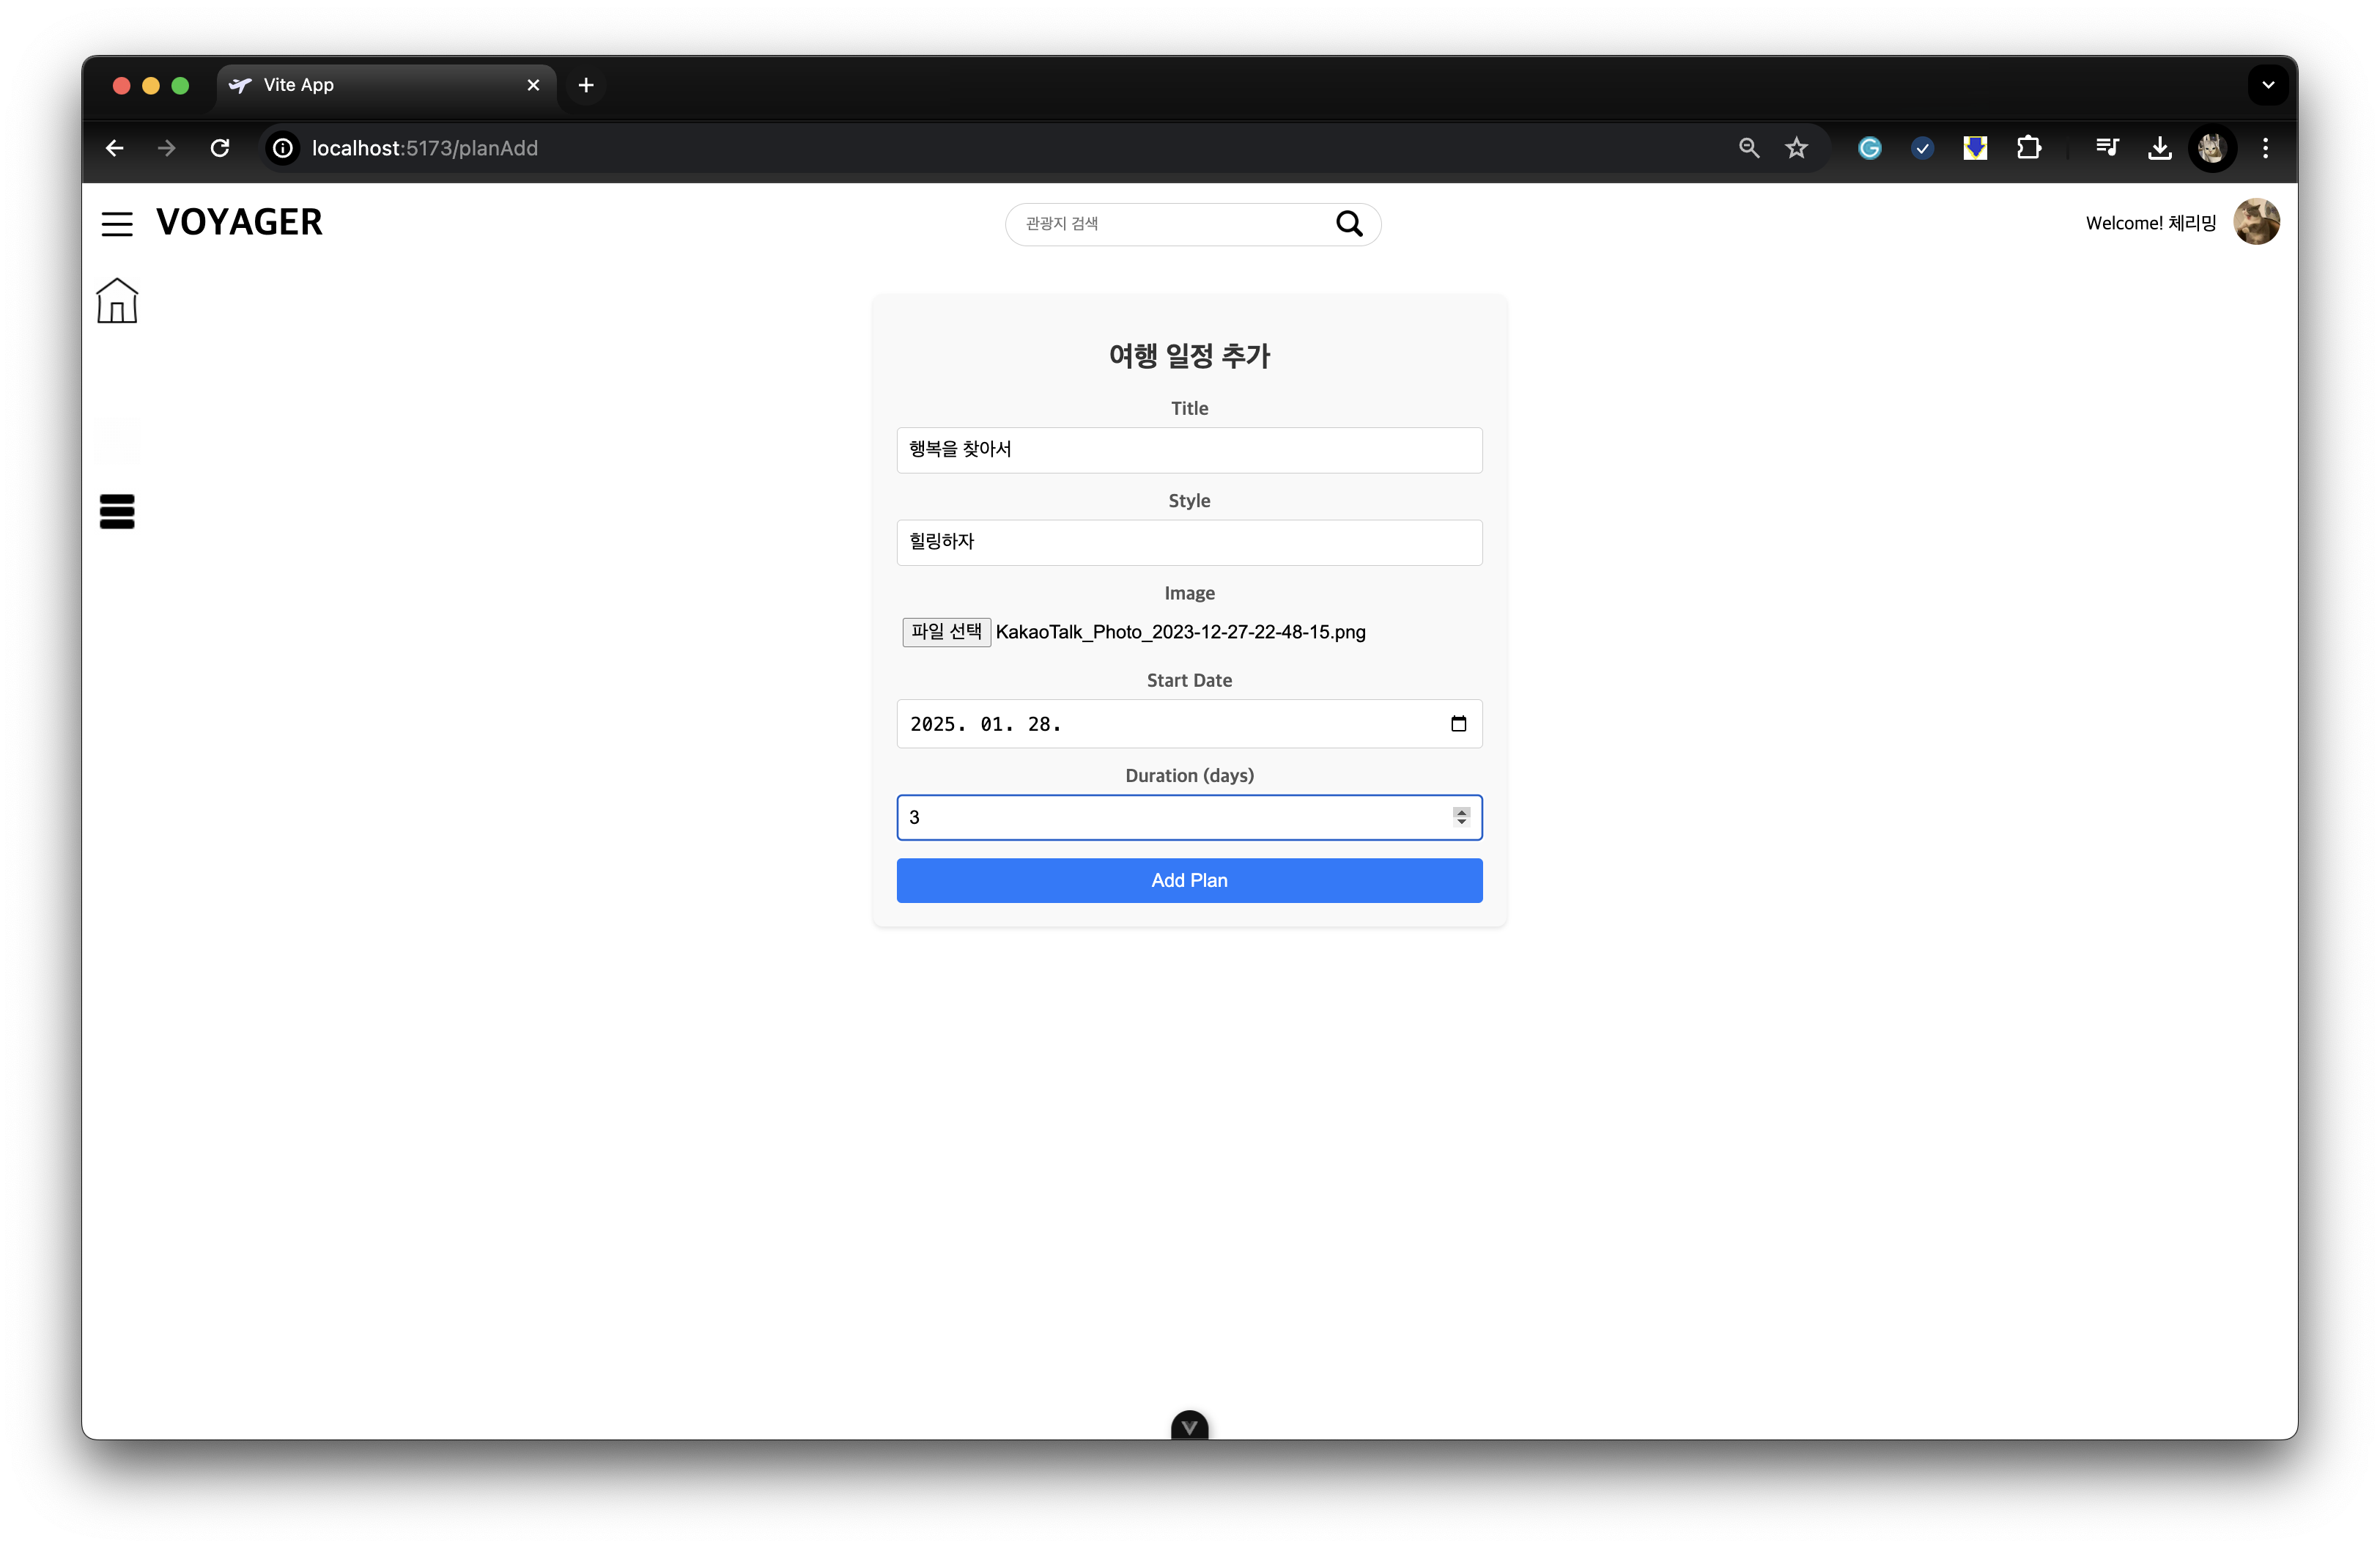 Vite App
localhost:5173/planAdd
VOYAGER
관광지 검색
Welcome! 체리밍
여행 일정 추가
Title
행복을 찾아서
Style
힐링하자
Image
파일 선택 KakaoTalk_Photo_2023-12-27-22-48-15.png
Start Date
2025. 01. 28.
Duration (days)
3
Add Plan